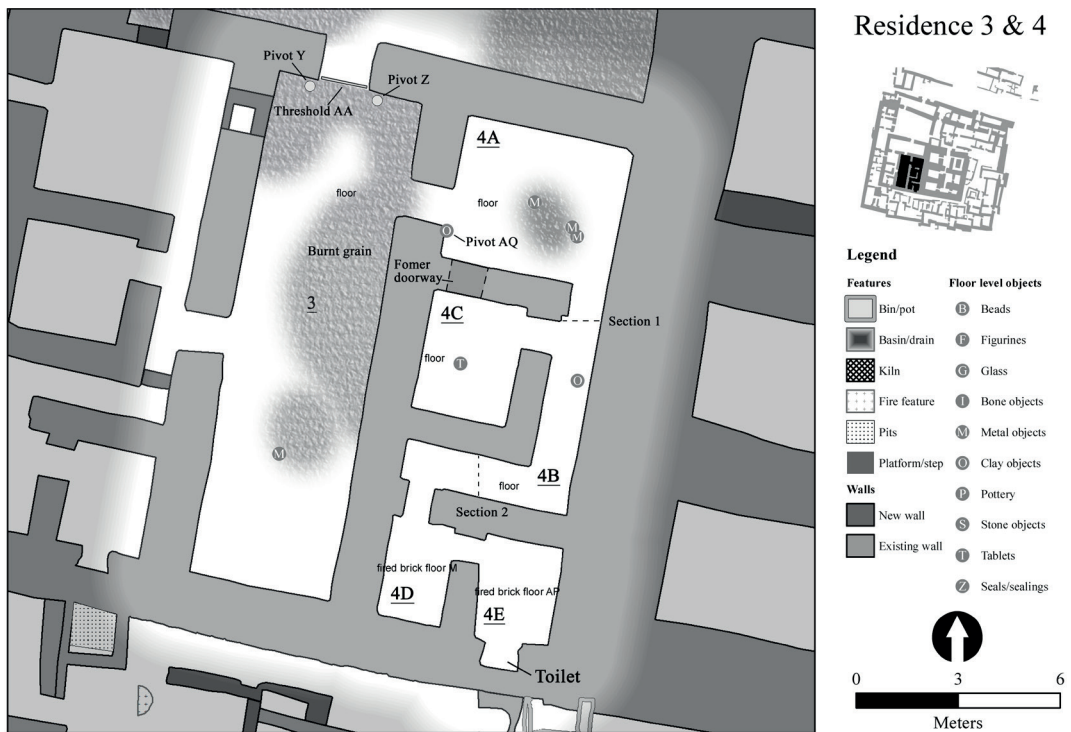 Residence 3 & 4
Pivot Y
Pivot Z
Threshold AA
4A
floor
floor
M
M
M
O
Pivot AQ
Burnt grain
Fomer
doorway
3
4C
Section 1
floor
T
O
M
4B
floor
Section 2
fired brick floor M
4D
fired brick floor AP
4E
Toilet
Legend
Features
Bin/pot
Basin/drain
Kiln
Fire feature
Pits
Platform/step
Walls
New wall
Existing wall
Floor level objects
B Beads
F Figurines
G Glass
I Bone objects
M Metal objects
O Clay objects
P Pottery
S Stone objects
T Tablets
Z Seals/sealings
0 3 6
Meters